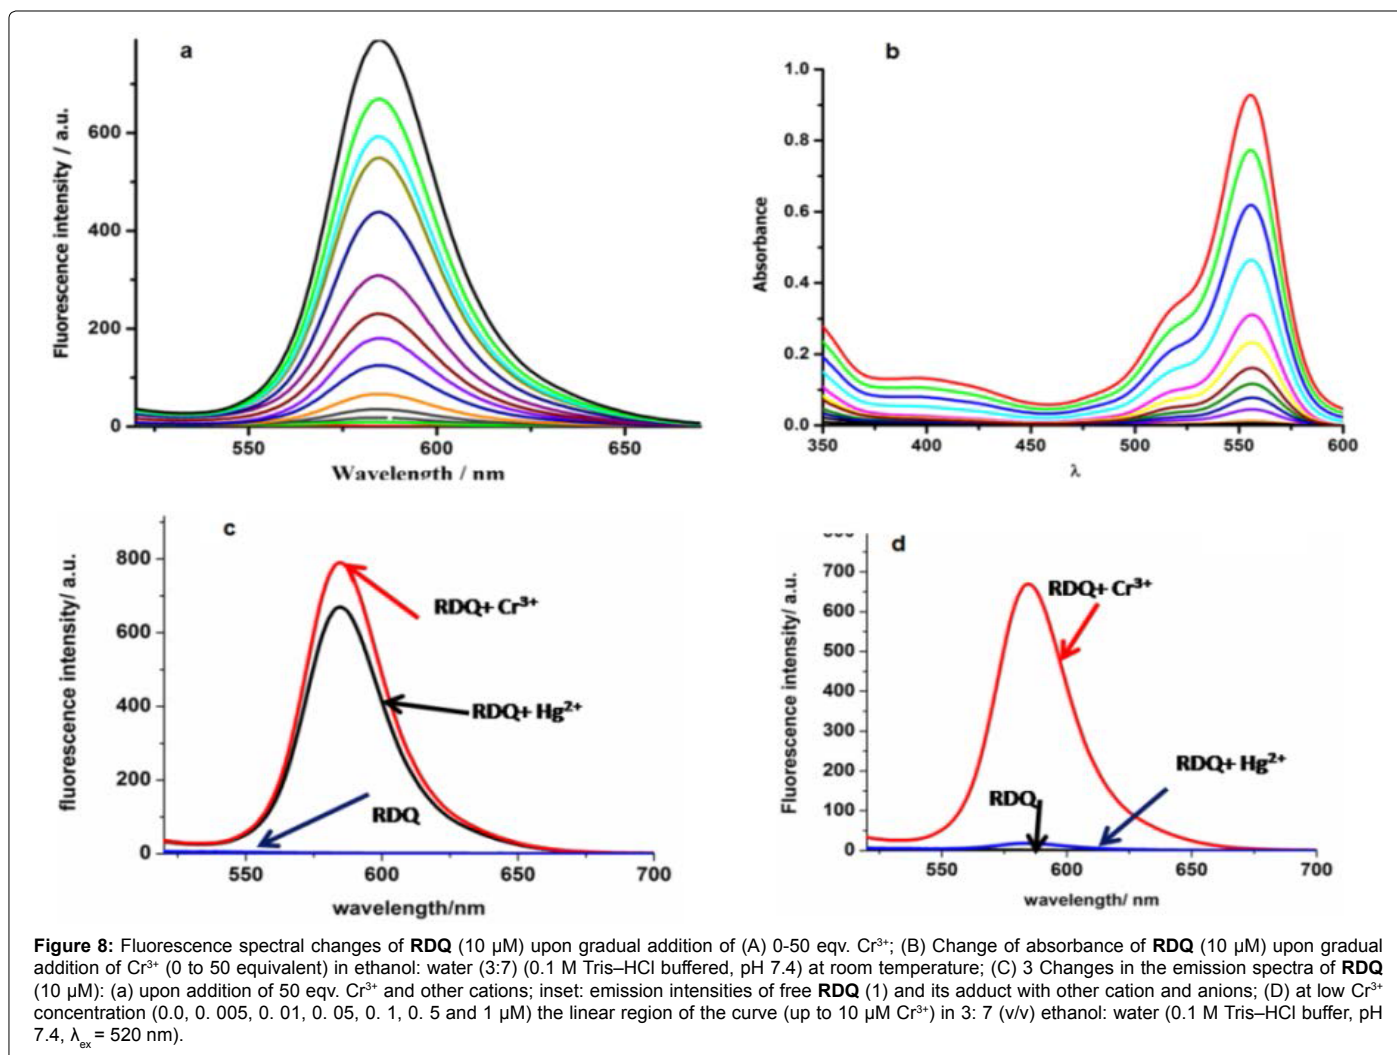 a
600
400
200
0
550
600
650
Fluorescence intensity / a.u.
Wavelength / nm
b
1.0
0.8
0.6
0.4
0.2
0.0
350
400
450
500
550
600
Absorbance
λ
c
800
600
400
200
0
550
600
650
700
fluorescence intensity/ a.u.
wavelength/nm
RDQ+ Cr³⁺
RDQ+ Hg²⁺
RDQ
d
800
700
600
500
400
300
200
100
0
550
600
650
700
Fluorescence intensity/ a.u.
wavelength/ nm
RDQ+ Cr³⁺
RDQ+ Hg²⁺
RDQ
Figure 8: Fluorescence spectral changes of RDQ (10 µM) upon gradual addition of (A) 0-50 eqv. Cr³⁺; (B) Change of absorbance of RDQ (10 µM) upon gradual
addition of Cr³⁺ (0 to 50 equivalent) in ethanol: water (3:7) (0.1 M Tris–HCl buffered, pH 7.4) at room temperature; (C) 3 Changes in the emission spectra of RDQ
(10 µM): (a) upon addition of 50 eqv. Cr³⁺ and other cations; inset: emission intensities of free RDQ (1) and its adduct with other cation and anions; (D) at low Cr³⁺
concentration (0.0, 0. 005, 0. 01, 0. 05, 0. 1, 0. 5 and 1 µM) the linear region of the curve (up to 10 µM Cr³⁺) in 3: 7 (v/v) ethanol: water (0.1 M Tris–HCl buffer, pH
7.4, λex = 520 nm).